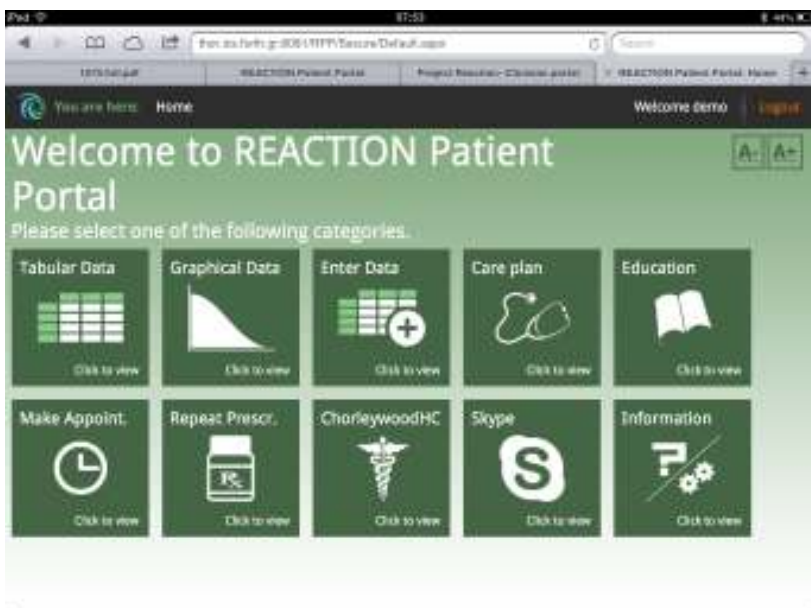 iPad 07:53
Search
REACTION Patient Portal REACTION Patient Portal: Home
You are here: Home Welcome demo Logout
Welcome to REACTION Patient
Portal
A- A+
Please select one of the following categories.
Tabular Data Graphical Data Enter Data Care plan Education
Click to view Click to view Click to view Click to view Click to view
Make Appoint. Repeat Prescr. ChorleywoodHC Skype Information
Rx S ?
Click to view Click to view Click to view Click to view Click to view